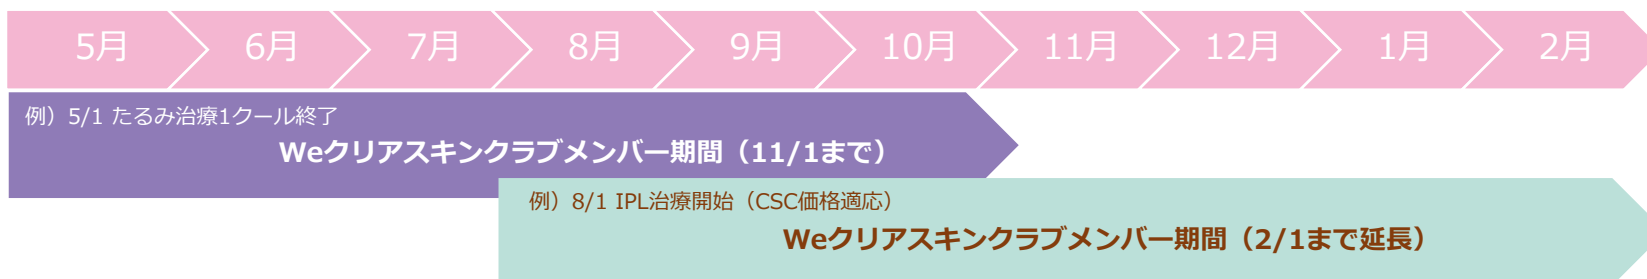 5月 6月 7月 8月 9月 10月 11月 12月 1月 2月
例）5/1 たるみ治療1クール終了
Weクリアスキンクラブメンバー期間（11/1まで）
例）8/1 IPL治療開始（CSC価格適応）
Weクリアスキンクラブメンバー期間（2/1まで延長）